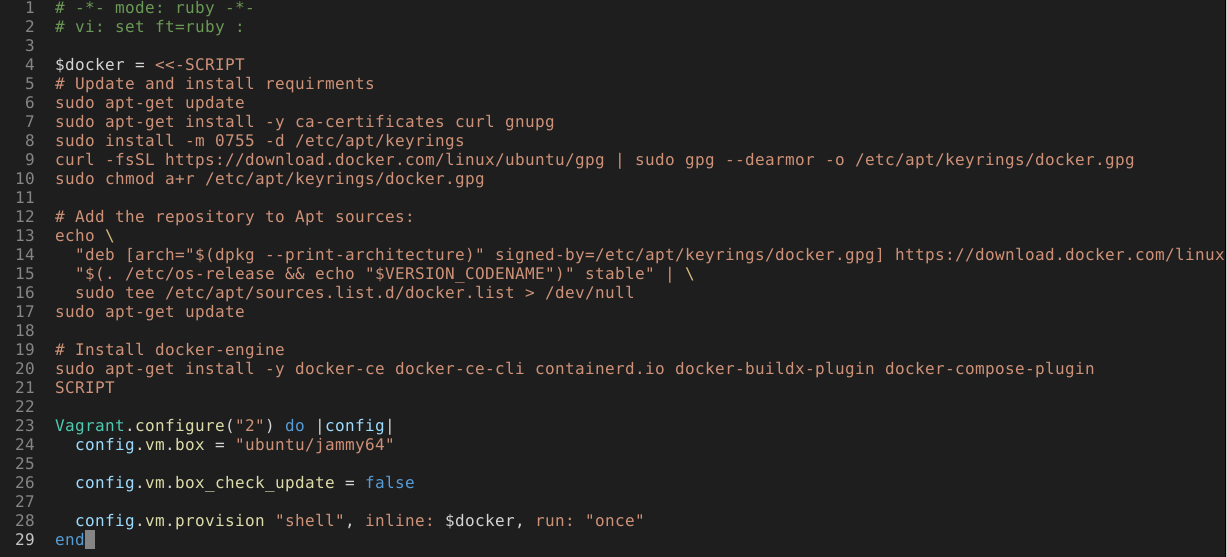 1 # -*- mode: ruby -*-
2 # vi: set ft=ruby :
3
4 $docker = <<-SCRIPT
5 # Update and install requirments
6 sudo apt-get update
7 sudo apt-get install -y ca-certificates curl gnupg
8 sudo install -m 0755 -d /etc/apt/keyrings
9 curl -fsSL https://download.docker.com/linux/ubuntu/gpg | sudo gpg --dearmor -o /etc/apt/keyrings/docker.gpg
10 sudo chmod a+r /etc/apt/keyrings/docker.gpg
11
12 # Add the repository to Apt sources:
13 echo \
14   "deb [arch="$(dpkg --print-architecture)" signed-by=/etc/apt/keyrings/docker.gpg] https://download.docker.com/linux
15   "$(. /etc/os-release && echo "$VERSION_CODENAME")" stable" | \
16   sudo tee /etc/apt/sources.list.d/docker.list > /dev/null
17 sudo apt-get update
18
19 # Install docker-engine
20 sudo apt-get install -y docker-ce docker-ce-cli containerd.io docker-buildx-plugin docker-compose-plugin
21 SCRIPT
22
23 Vagrant.configure("2") do |config|
24   config.vm.box = "ubuntu/jammy64"
25
26   config.vm.box_check_update = false
27
28   config.vm.provision "shell", inline: $docker, run: "once"
29 end